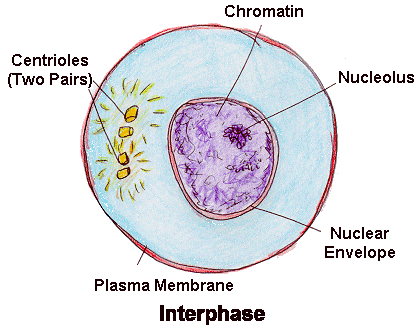 Chromatin
Centrioles
(Two Pairs)
Nucleolus
Nuclear
Envelope
Plasma Membrane
Interphase